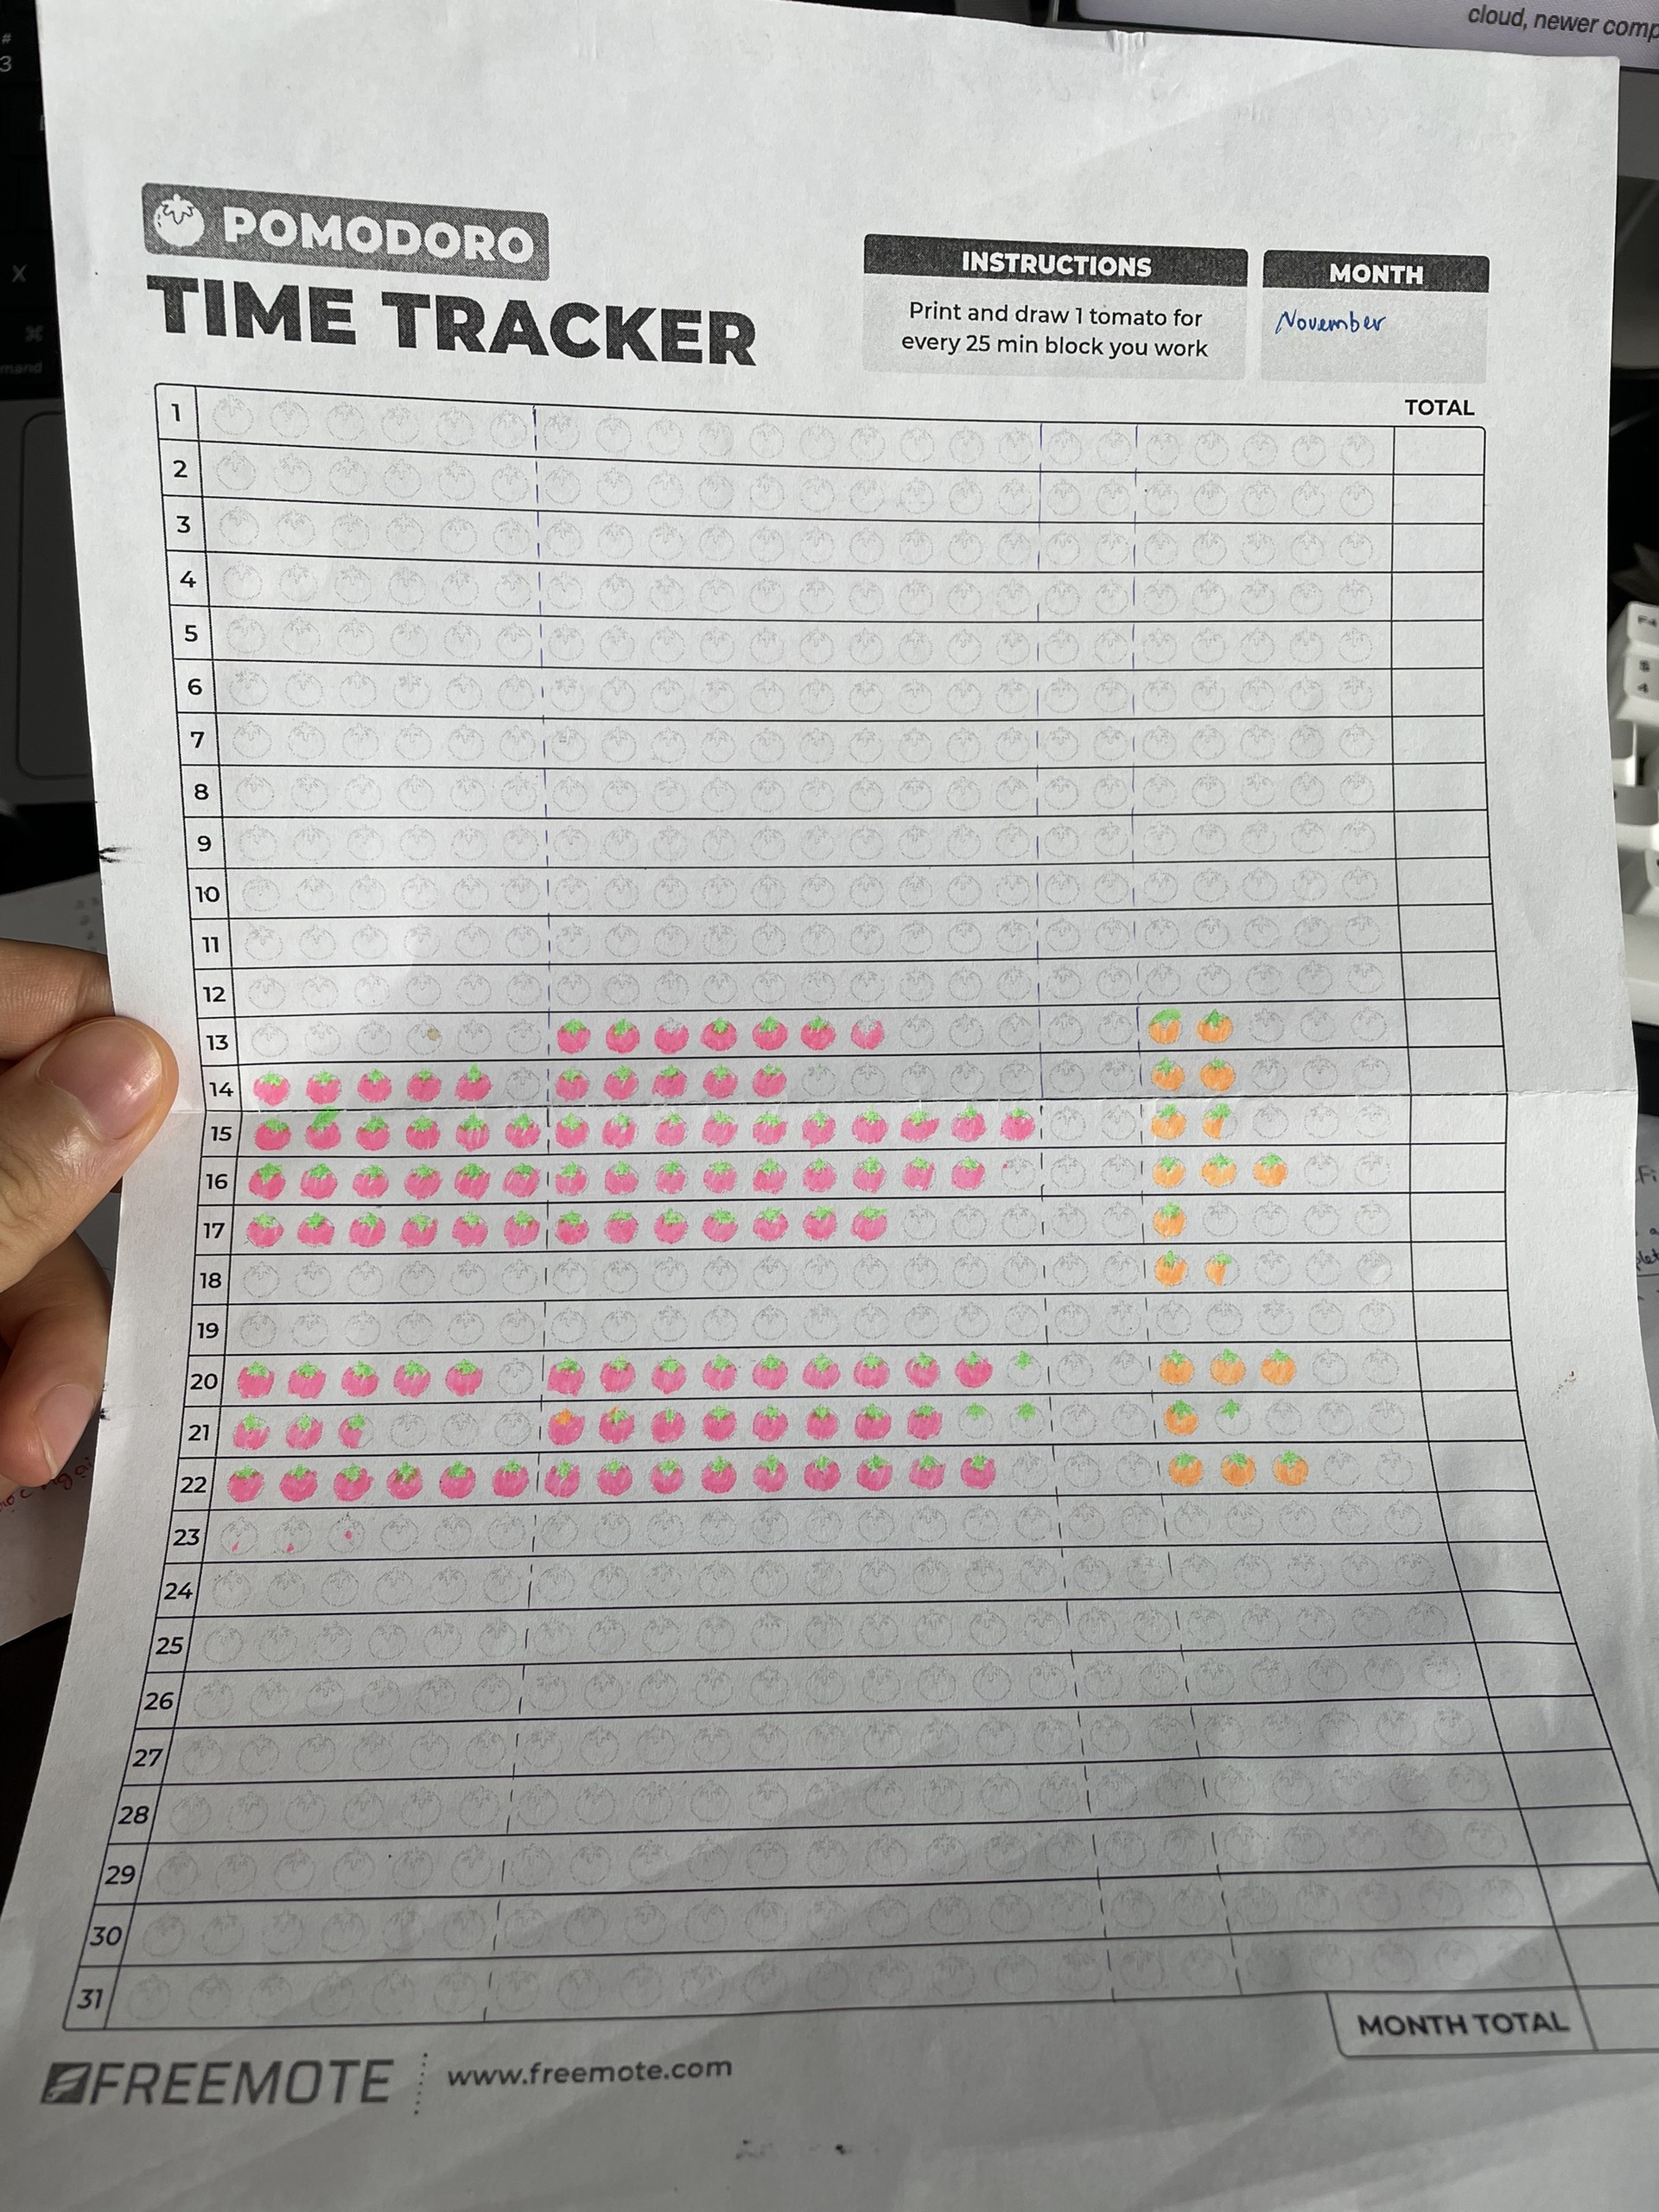 cloud, newer comp
POMODORO
TIME TRACKER
INSTRUCTIONS
Print and draw 1 tomato for
every 25 min block you work
MONTH
November
TOTAL
1
2
3
4
5
6
7
8
9
10
11
12
13
14
15
16
17
18
19
20
21
22
23
24
25
26
27
28
29
30
31
MONTH TOTAL
FREEMOTE
www.freemote.com